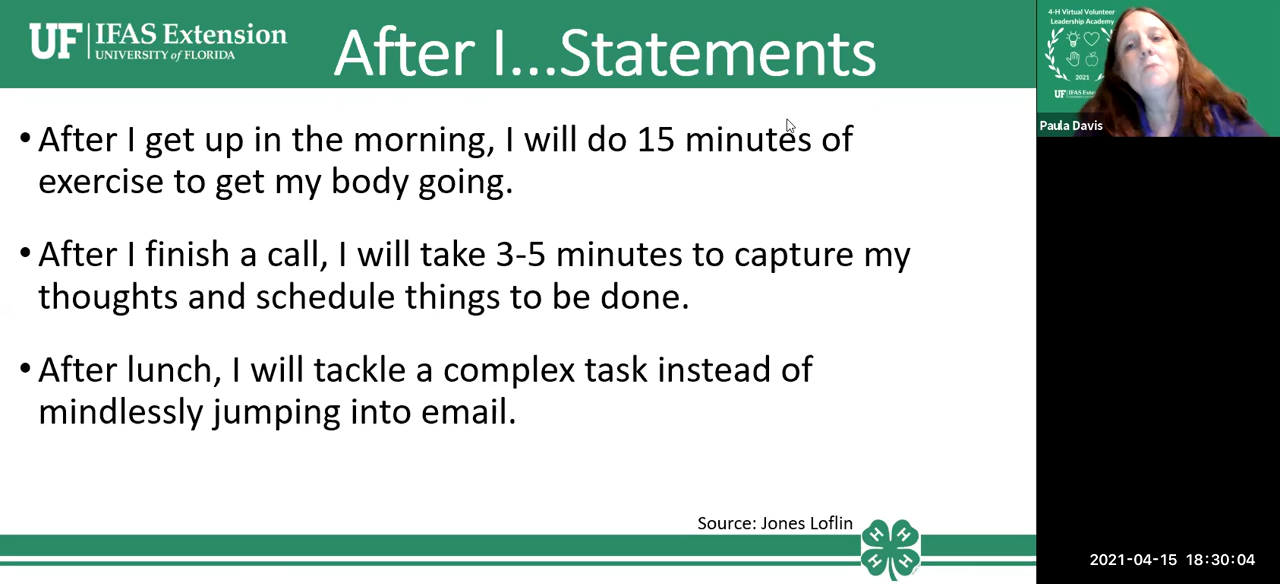 UF | IFAS Extension
UNIVERSITY of FLORIDA
After I...Statements
• After I get up in the morning, I will do 15 minutes of
exercise to get my body going.
• After I finish a call, I will take 3-5 minutes to capture my
thoughts and schedule things to be done.
• After lunch, I will tackle a complex task instead of
mindlessly jumping into email.
Source: Jones Loflin
H H
H H
4-H Virtual Volunteer
Leadership Academy
2021
UF | IFAS
Paula Davis
2021-04-15 18:30:04